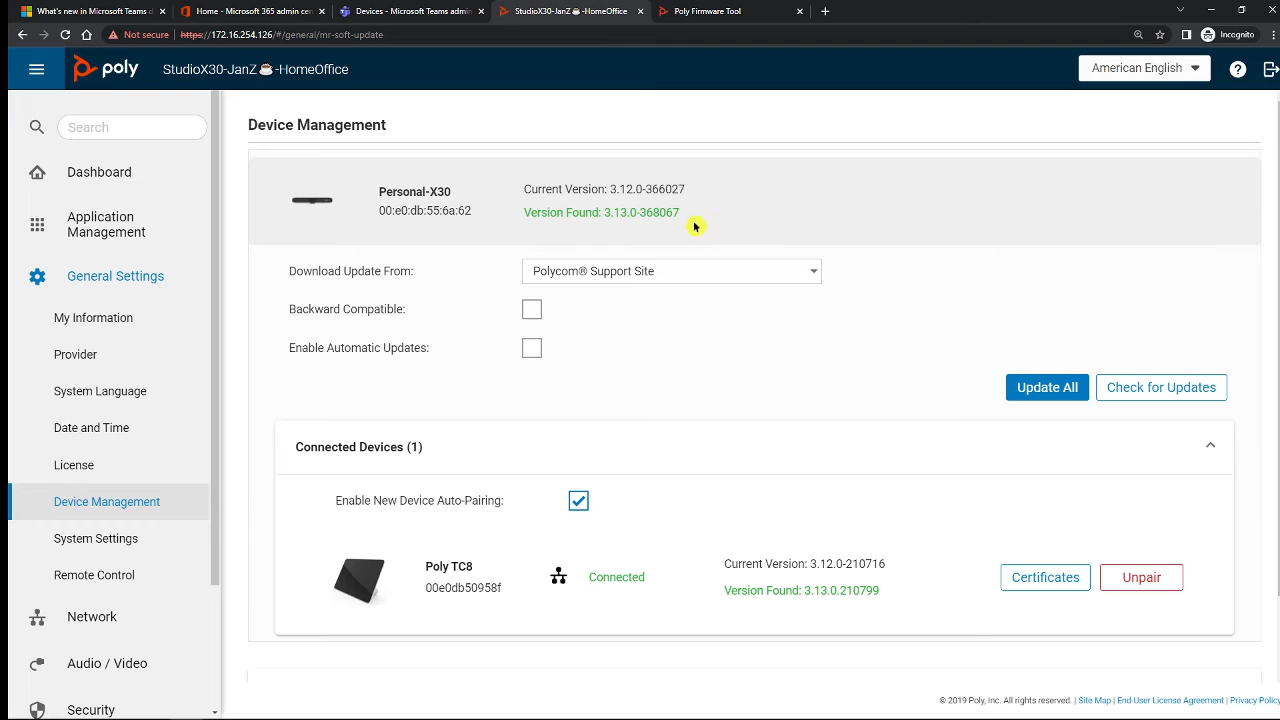 What's new in Microsoft Teams d
Home - Microsoft 365 admin cen
Devices - Microsoft Teams
StudioX30-JanZ☕-HomeOffice
Poly Firmware Tool
Not secure
https://172.16.254.126/#/general/mr-soft-update
Incognito
poly
StudioX30-JanZ☕-HomeOffice
American English
Search
Dashboard
Application
Management
General Settings
My Information
Provider
System Language
Date and Time
License
Device Management
System Settings
Remote Control
Network
Audio / Video
Security
Device Management
Personal-X30
00:e0:db:55:6a:62
Current Version: 3.12.0-366027
Version Found: 3.13.0-368067
Download Update From:
Polycom® Support Site
Backward Compatible:
Enable Automatic Updates:
Update All
Check for Updates
Connected Devices (1)
Enable New Device Auto-Pairing:
Poly TC8
00e0db50958f
Connected
Current Version: 3.12.0-210716
Version Found: 3.13.0.210799
Certificates
Unpair
© 2019 Poly, Inc. All rights reserved. | Site Map | End-User License Agreement | Privacy Policy